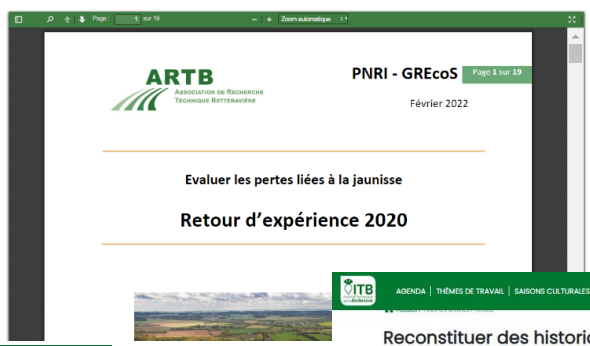 Page : 1 sur 19 Zoom automatique
ARTB
ASSOCIATION DE RECHERCHE
TECHNIQUE BETTERAVIÈRE
PNRI - GREcoS
Page 1 sur 19
Février 2022
Evaluer les pertes liées à la jaunisse
Retour d'expérience 2020
ITB
AGENDA | THÈMES DE TRAVAIL | SAISONS CULTURALES
Reconstituer des historic